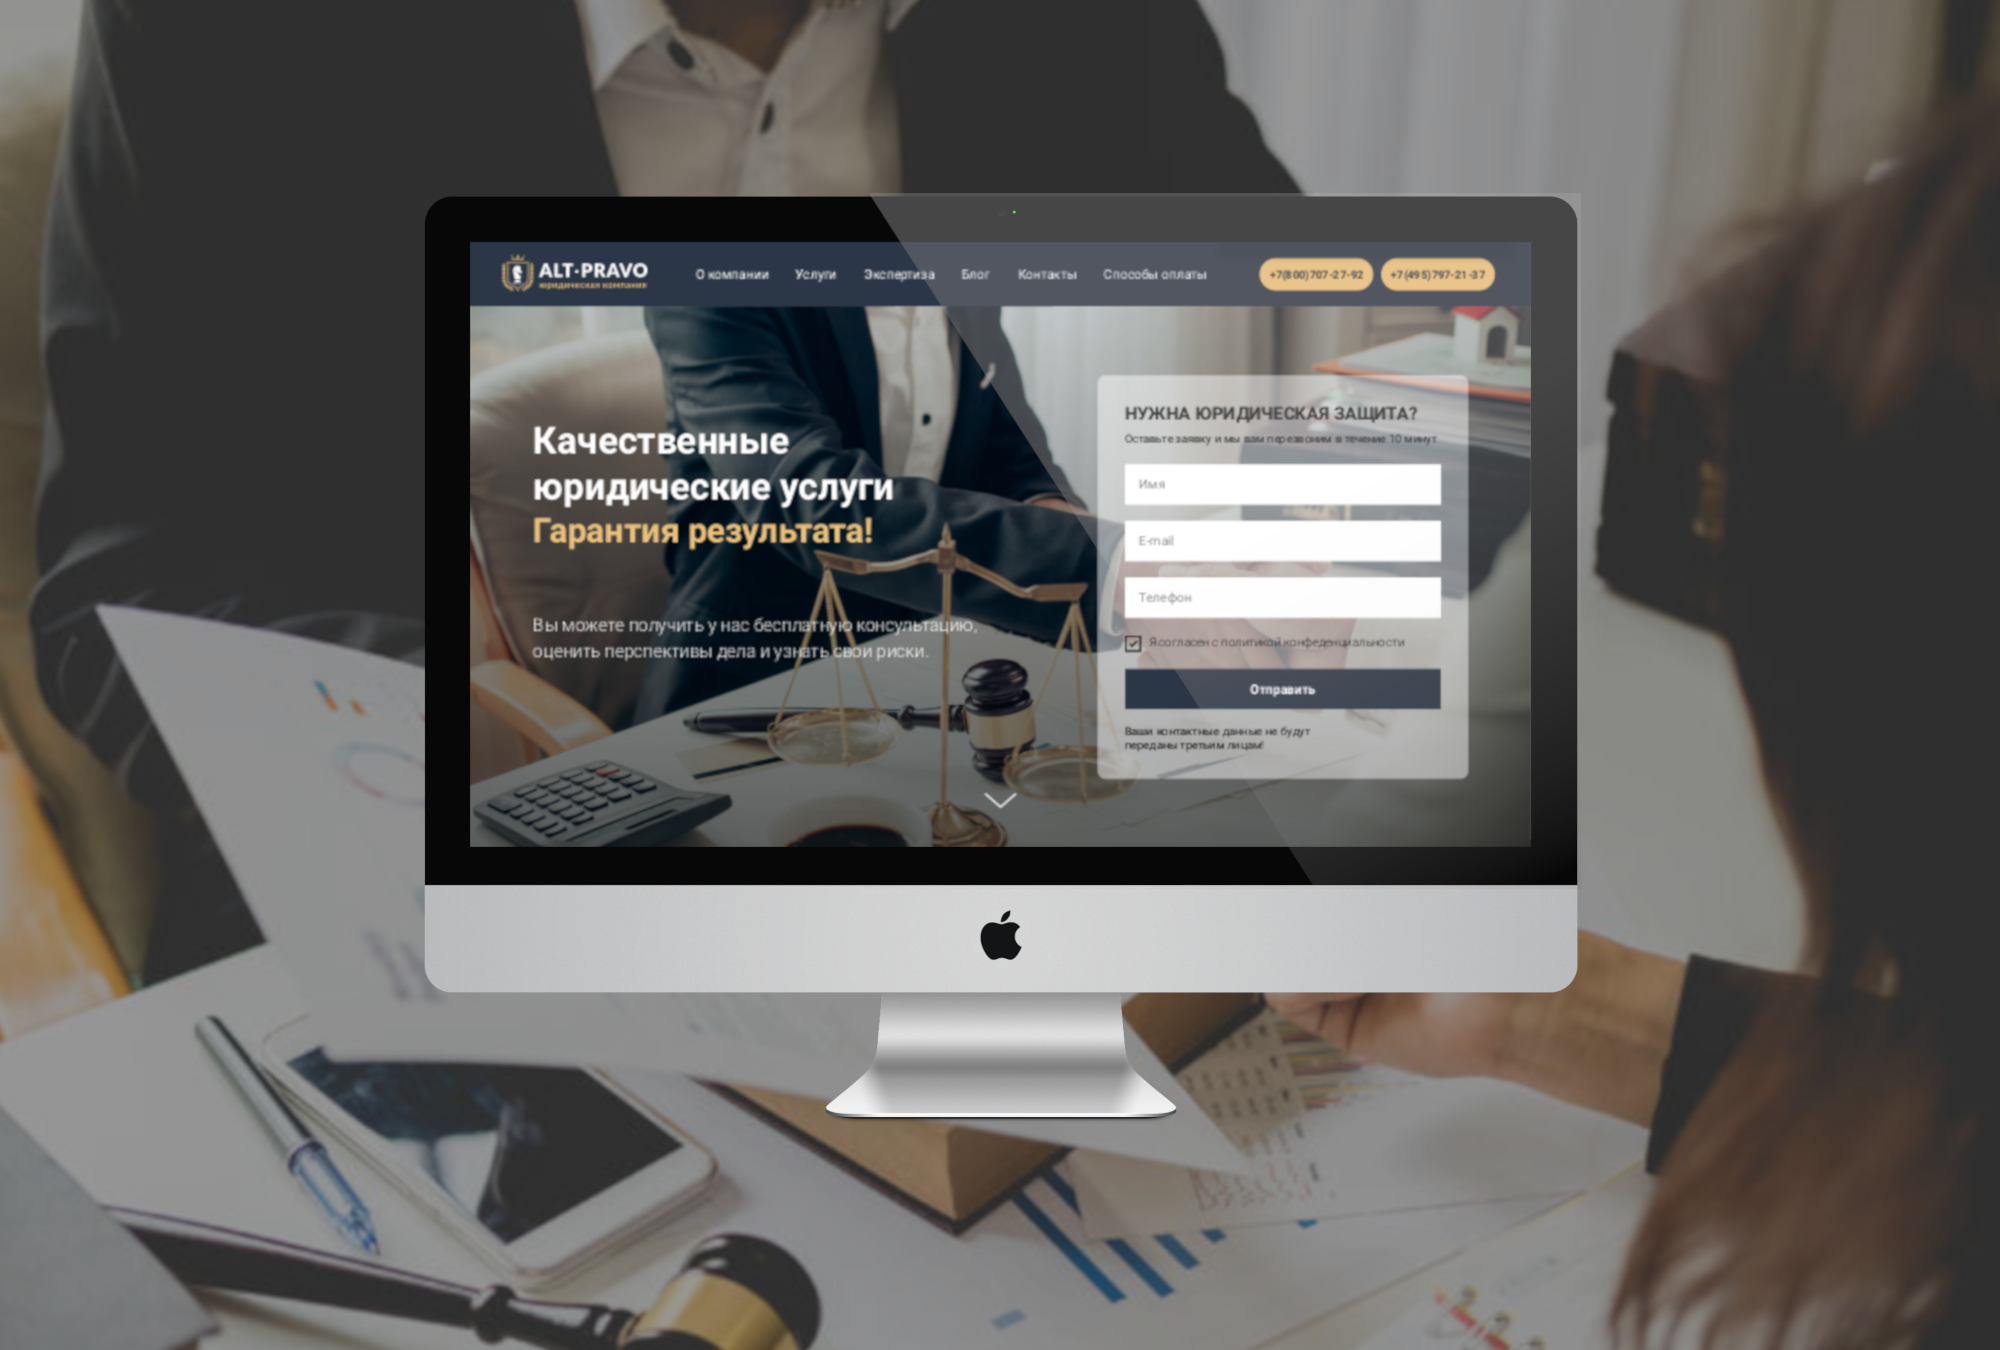 ALT·PRAVO
юридическая компания
О компании Услуги Экспертиза Блог Контакты Способы оплаты
+7(800)707-27-92 +7(495)797-21-37
Качественные
юридические услуги
Гарантия результата!
Вы можете получить у нас бесплатную консультацию,
оценить перспективы дела и узнать свои риски.
НУЖНА ЮРИДИЧЕСКАЯ ЗАЩИТА?
Оставьте заявку и мы вам перезвоним в течение 10 минут
Имя
E-mail
Телефон
Я согласен с политикой конфеденциальности
Отправить
Ваши контактные данные не будут
переданы третьим лицам!